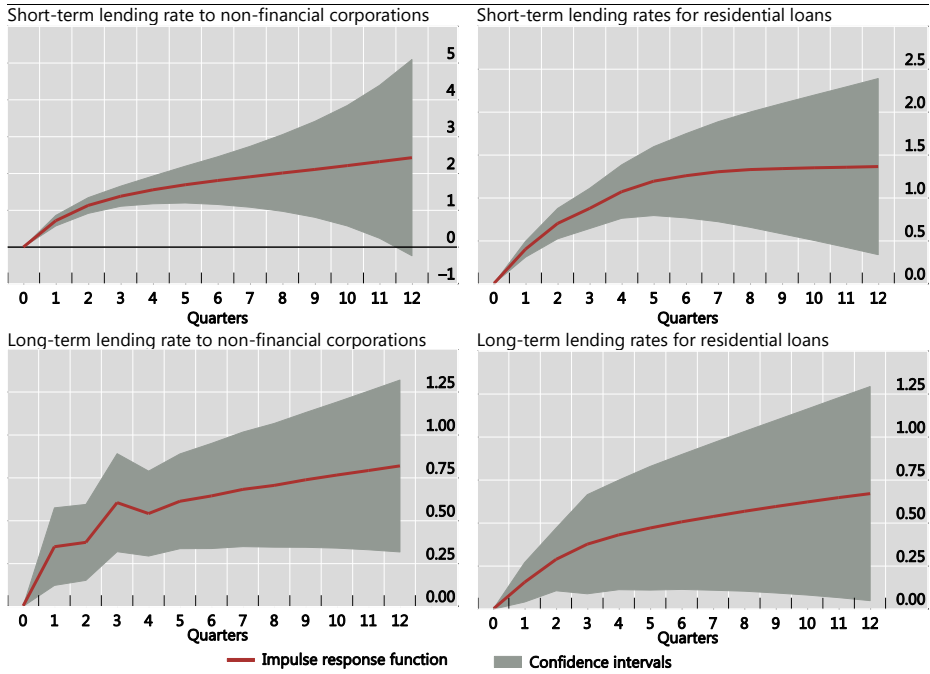 Short-term lending rate to non-financial corporations
5
4
3
2
1
0
–1
0 1 2 3 4 5 6 7 8 9 10 11 12
Quarters
Short-term lending rates for residential loans
2.5
2.0
1.5
1.0
0.5
0.0
0 1 2 3 4 5 6 7 8 9 10 11 12
Quarters
Long-term lending rate to non-financial corporations
1.25
1.00
0.75
0.50
0.25
0.00
0 1 2 3 4 5 6 7 8 9 10 11 12
Quarters
Long-term lending rates for residential loans
1.25
1.00
0.75
0.50
0.25
0.00
0 1 2 3 4 5 6 7 8 9 10 11 12
Quarters
Impulse response function
Confidence intervals